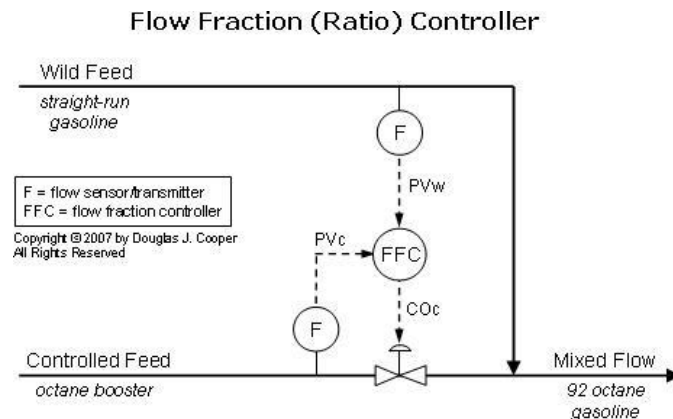 Flow Fraction (Ratio) Controller
Wild Feed
straight-run
gasoline
F
PVw
F = flow sensor/transmitter
FFC = flow fraction controller
Copyright © 2007 by Douglas J. Cooper
All Rights Reserved
PVc
FFC
COc
F
Controlled Feed
octane booster
Mixed Flow
92 octane
gasoline